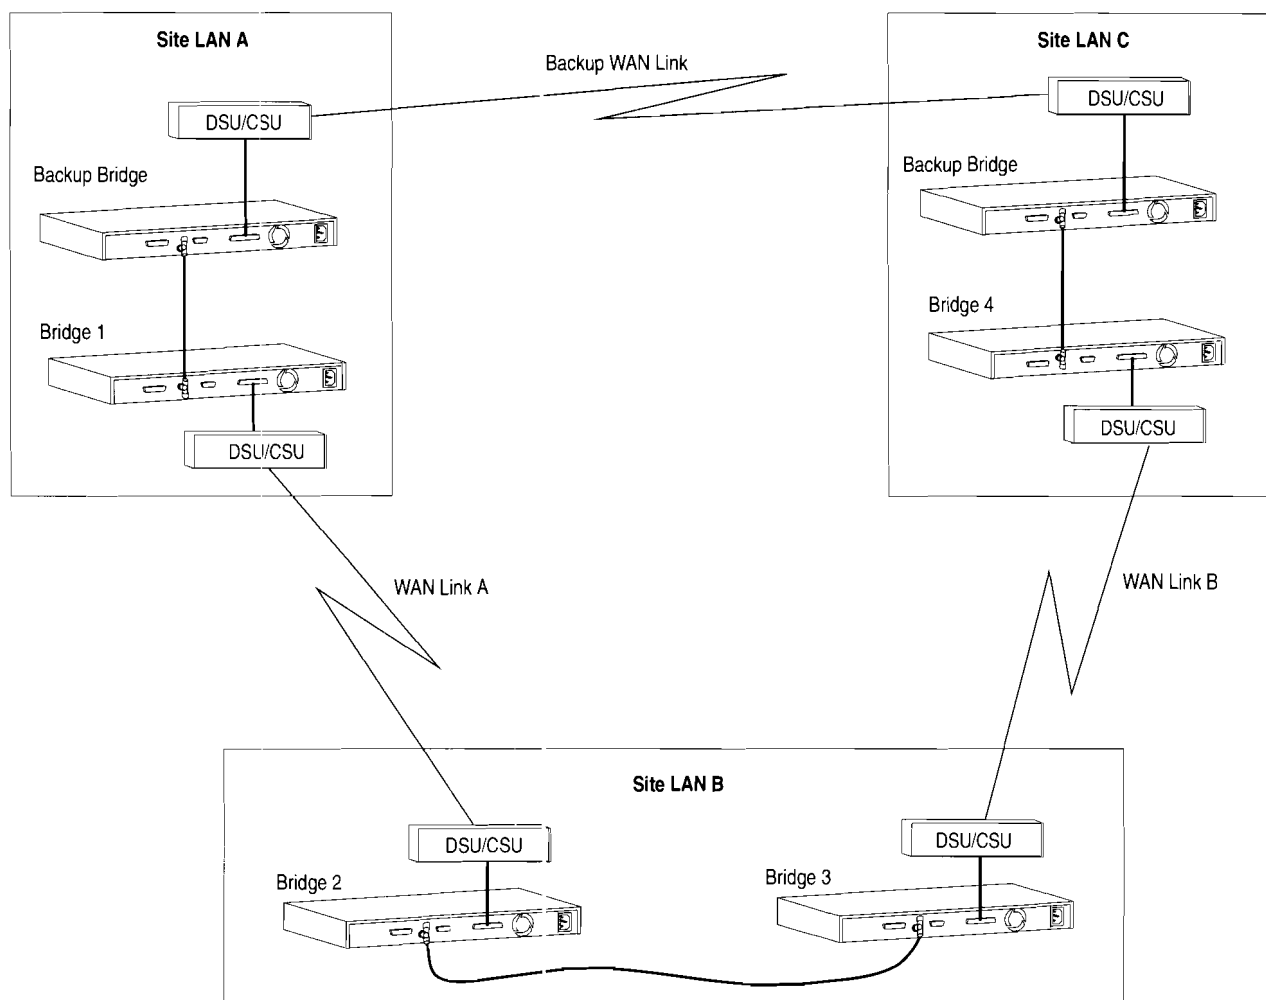 Site LAN A
Site LAN C
Backup WAN Link
DSU/CSU
DSU/CSU
Backup Bridge
Backup Bridge
Bridge 1
Bridge 4
DSU/CSU
DSU/CSU
WAN Link A
WAN Link B
Site LAN B
DSU/CSU
DSU/CSU
Bridge 2
Bridge 3